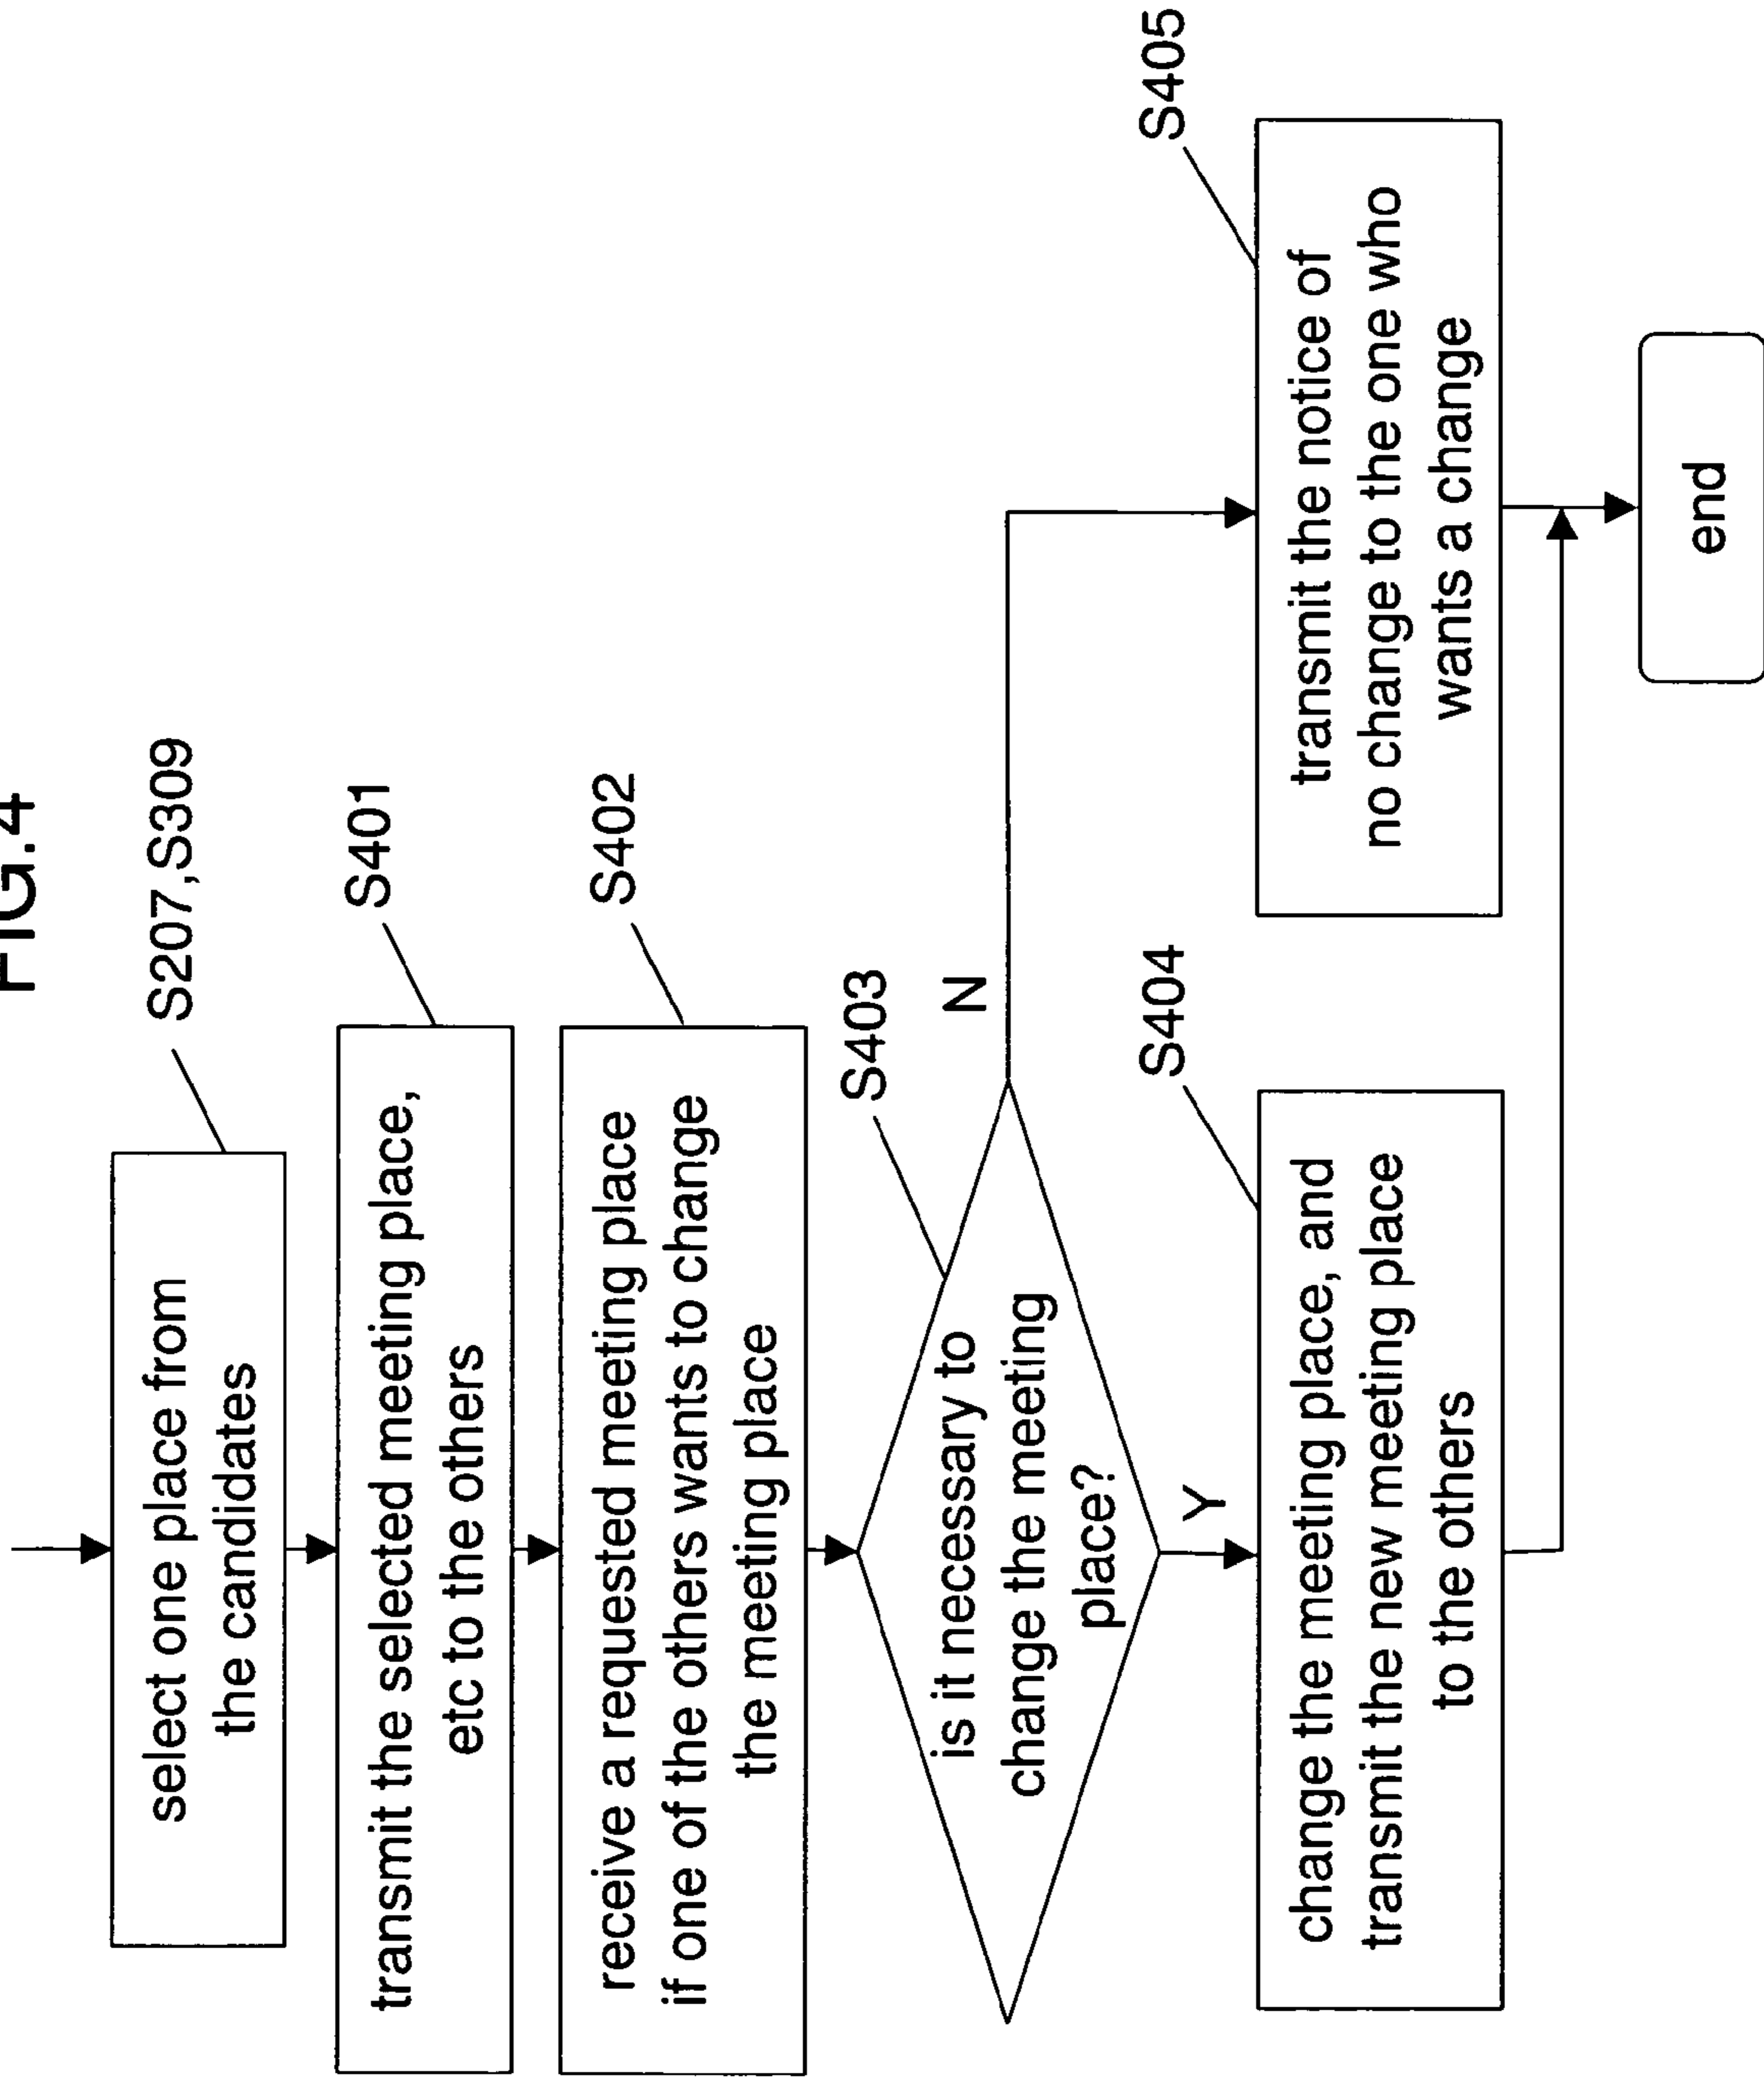 FIG.4
select one place from
the candidates
S207,S309
transmit the selected meeting place,
etc to the others
S401
receive a requested meeting place
if one of the others wants to change
the meeting place
S402
is it necessary to
change the meeting
place?
S403
N
Y
change the meeting place, and
transmit the new meeting place
to the others
S404
transmit the notice of
no change to the one who
wants a change
S405
end